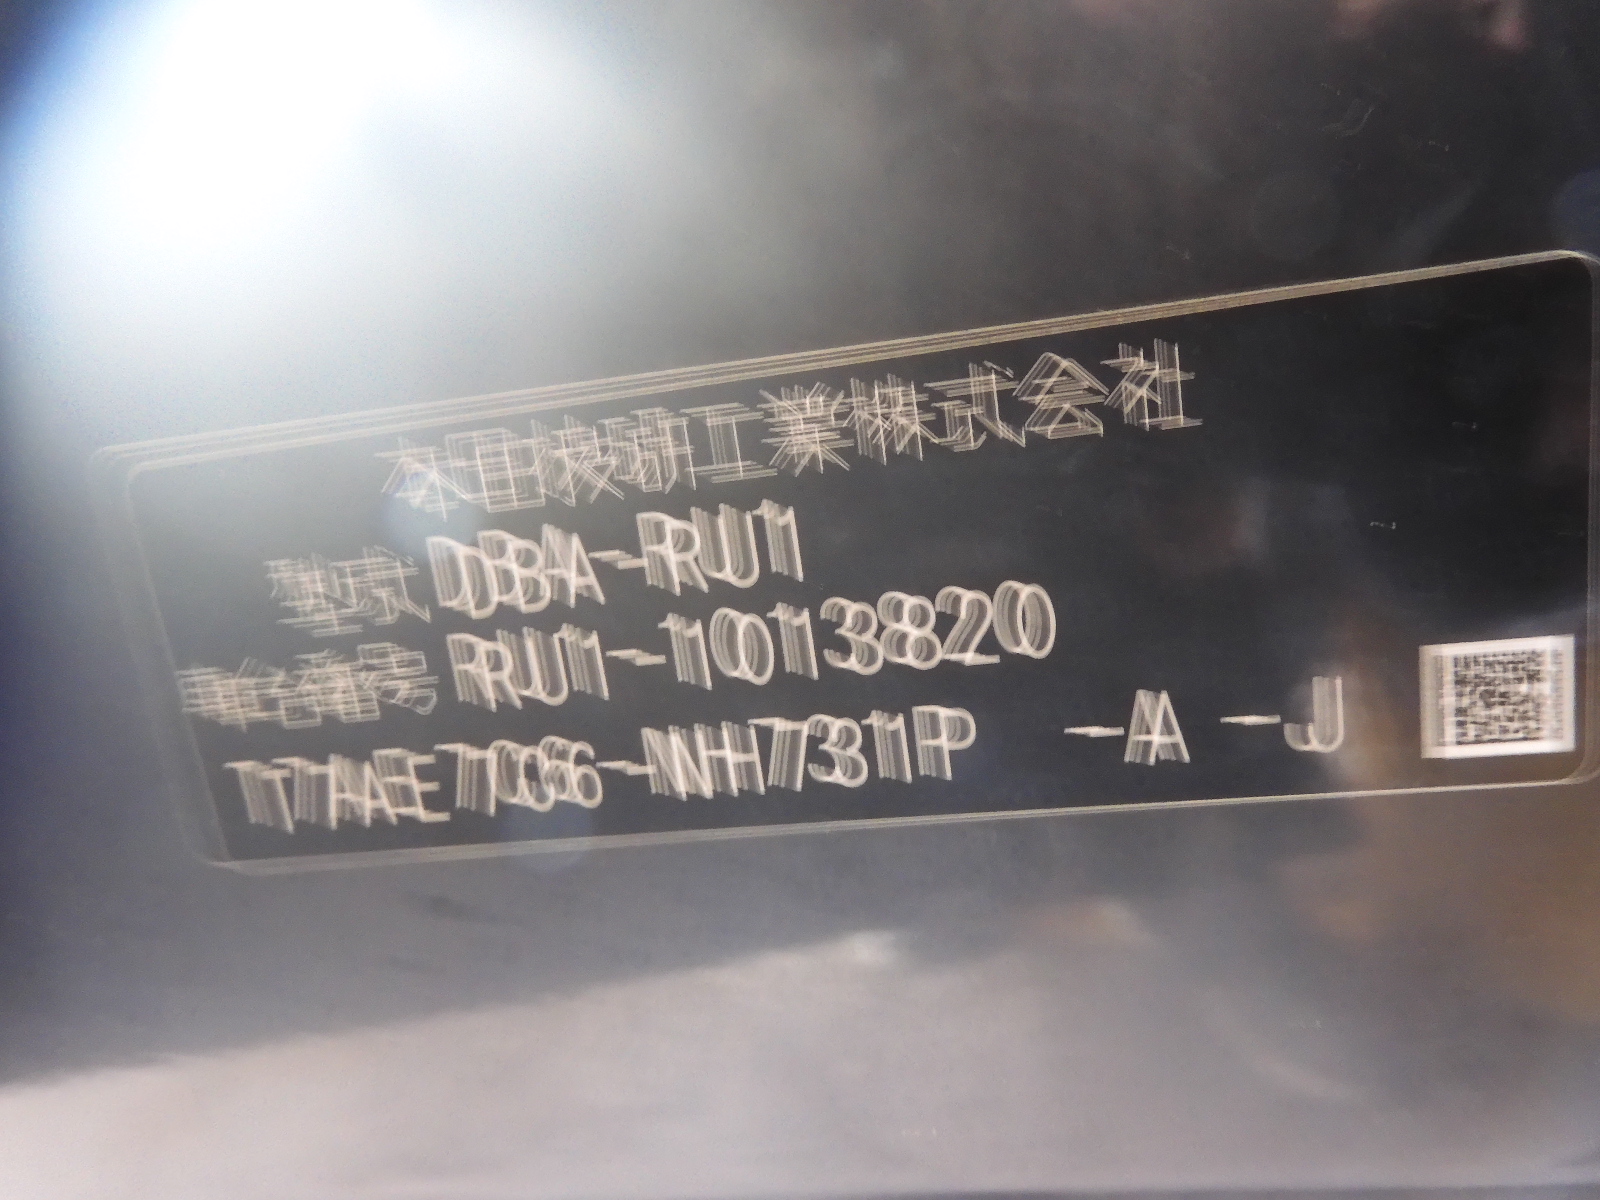 本田技研工業株式会社
型式 DBA-RU1
車台番号 RU1-1013820
T7AE7C56-NH731P -A -J